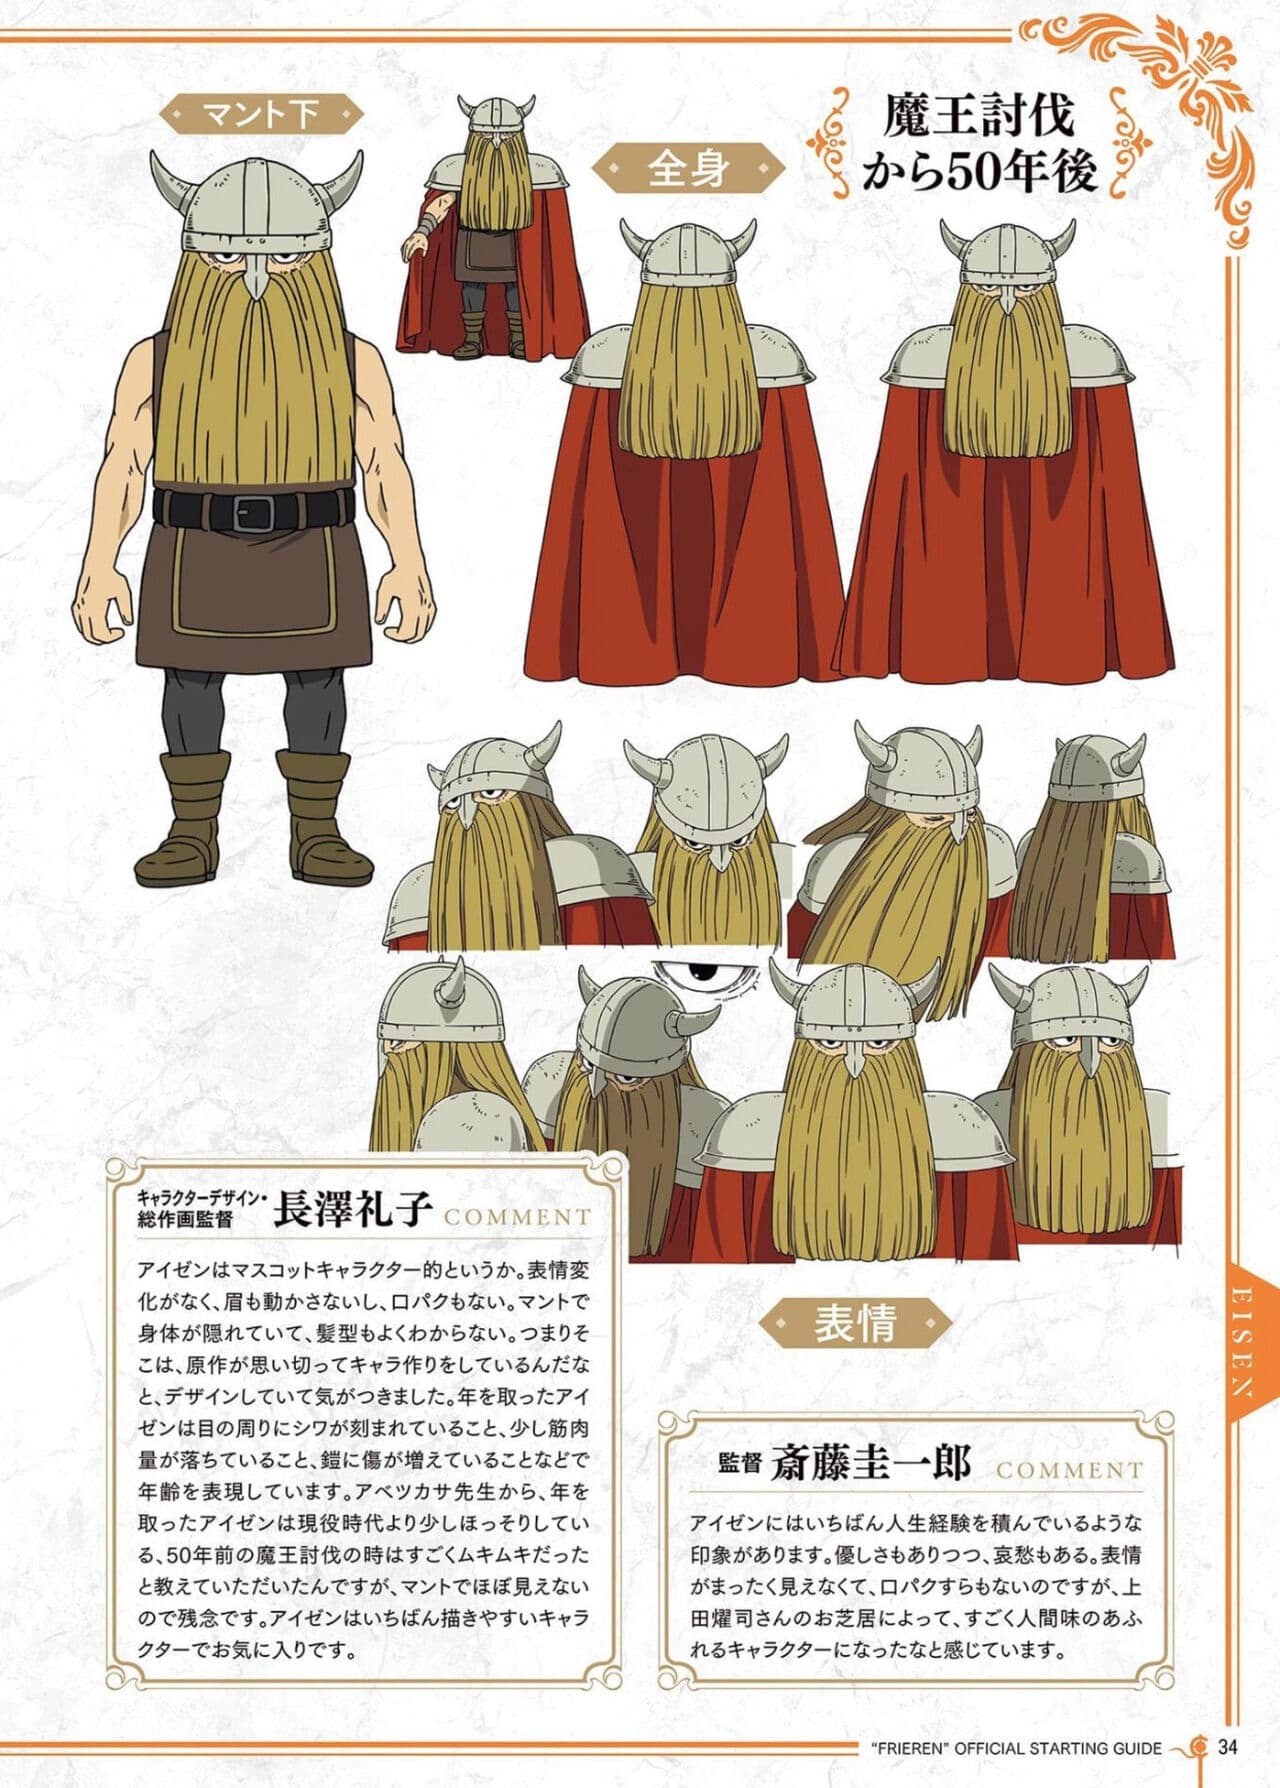 マント下
全身
魔王討伐
から50年後
キャラクターデザイン・
総作画監督
長澤礼子 COMMENT
アイゼンはマスコットキャラクター的というか。表情変
化がなく、眉も動かさないし、口パクもない。マントで
身体が隠れていて、髪型もよくわからない。つまりそ
こは、原作が思い切ってキャラ作りをしているんだな
と、デザインしていて気がつきました。年を取ったアイ
ゼンは目の周りにシワが刻まれていること、少し筋肉
量が落ちていること、鎧に傷が増えていることなどで
年齢を表現しています。アベツカサ先生から、年を
取ったアイゼンは現役時代より少しほっそりしてい
る、50年前の魔王討伐の時はすごくムキムキだった
と教えていただいたんですが、マントでほぼ見えない
ので残念です。アイゼンはいちばん描きやすいキャラ
クターでお気に入りです。
表情
監督 斎藤圭一郎 COMMENT
アイゼンにはいちばん人生経験を積んでいるような
印象があります。優しさもありつつ、哀愁もある。表情
がまったく見えなくて、口パクすらもないのですが、上
田燿司さんのお芝居によって、すごく人間味のあふ
れるキャラクターになったなと感じています。
EISEN
"FRIEREN" OFFICIAL STARTING GUIDE 34